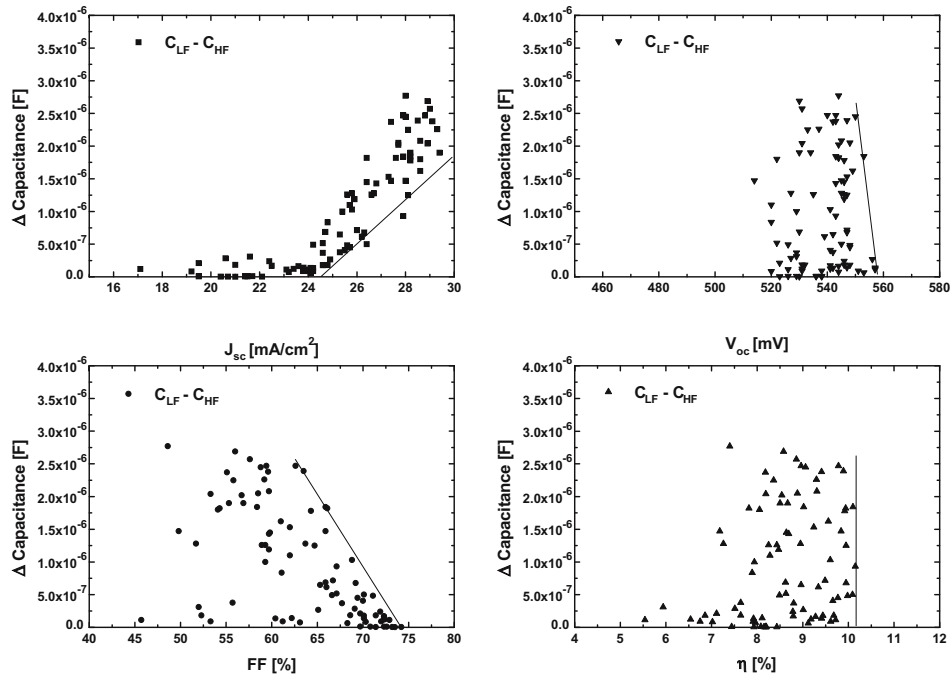 C_LF - C_HF
Δ Capacitance [F]
4.0x10^-6
3.5x10^-6
3.0x10^-6
2.5x10^-6
2.0x10^-6
1.5x10^-6
1.0x10^-6
5.0x10^-7
0.0
16 18 20 22 24 26 28 30
J_sc [mA/cm^2]
C_LF - C_HF
Δ Capacitance [F]
4.0x10^-6
3.5x10^-6
3.0x10^-6
2.5x10^-6
2.0x10^-6
1.5x10^-6
1.0x10^-6
5.0x10^-7
0.0
460 480 500 520 540 560 580
V_oc [mV]
C_LF - C_HF
Δ Capacitance [F]
4.0x10^-6
3.5x10^-6
3.0x10^-6
2.5x10^-6
2.0x10^-6
1.5x10^-6
1.0x10^-6
5.0x10^-7
0.0
40 45 50 55 60 65 70 75 80
FF [%]
C_LF - C_HF
Δ Capacitance [F]
4.0x10^-6
3.5x10^-6
3.0x10^-6
2.5x10^-6
2.0x10^-6
1.5x10^-6
1.0x10^-6
5.0x10^-7
0.0
4 5 6 7 8 9 10 11 12
η [%]